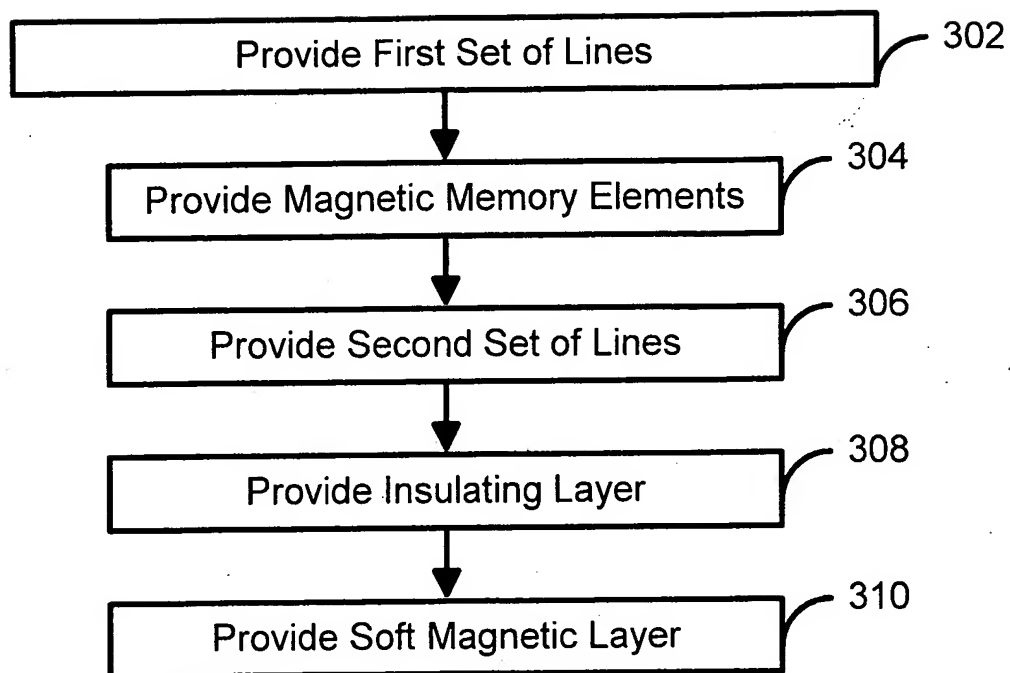 Provide First Set of Lines
302
Provide Magnetic Memory Elements
304
Provide Second Set of Lines
306
Provide Insulating Layer
308
Provide Soft Magnetic Layer
310